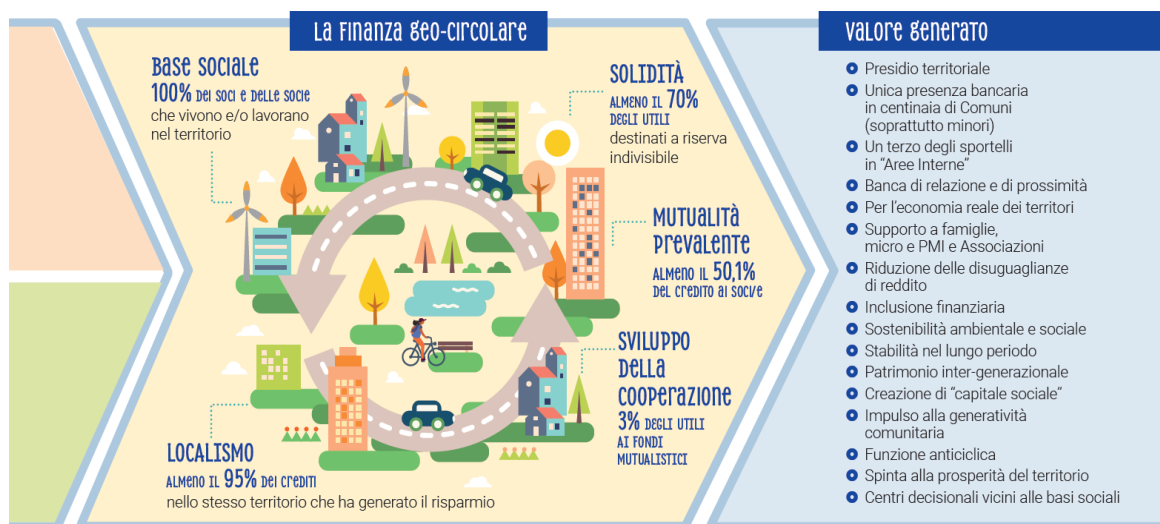 La Finanza Geo-Circolare
Base Sociale
100% dei soci e delle socie
che vivono e/o lavorano
nel territorio
Solidità
almeno il 70%
degli utili
destinati a riserva
indivisibile
Mutualità
Prevalente
almeno il 50,1%
del credito ai soci/e
Sviluppo
della
Cooperazione
3% degli utili
ai fondi
mutualistici
Localismo
almeno il 95% dei crediti
nello stesso territorio che ha generato il risparmio
Valore Generato
Presidio territoriale
Unica presenza bancaria
in centinaia di Comuni
(soprattutto minori)
Un terzo degli sportelli
in “Aree Interne”
Banca di relazione e di prossimità
Per l’economia reale dei territori
Supporto a famiglie,
micro e PMI e Associazioni
Riduzione delle disuguaglianze
di reddito
Inclusione finanziaria
Sostenibilità ambientale e sociale
Stabilità nel lungo periodo
Patrimonio inter-generazionale
Creazione di “capitale sociale”
Impulso alla generatività
comunitaria
Funzione anticiclica
Spinta alla prosperità del territorio
Centri decisionali vicini alle basi sociali